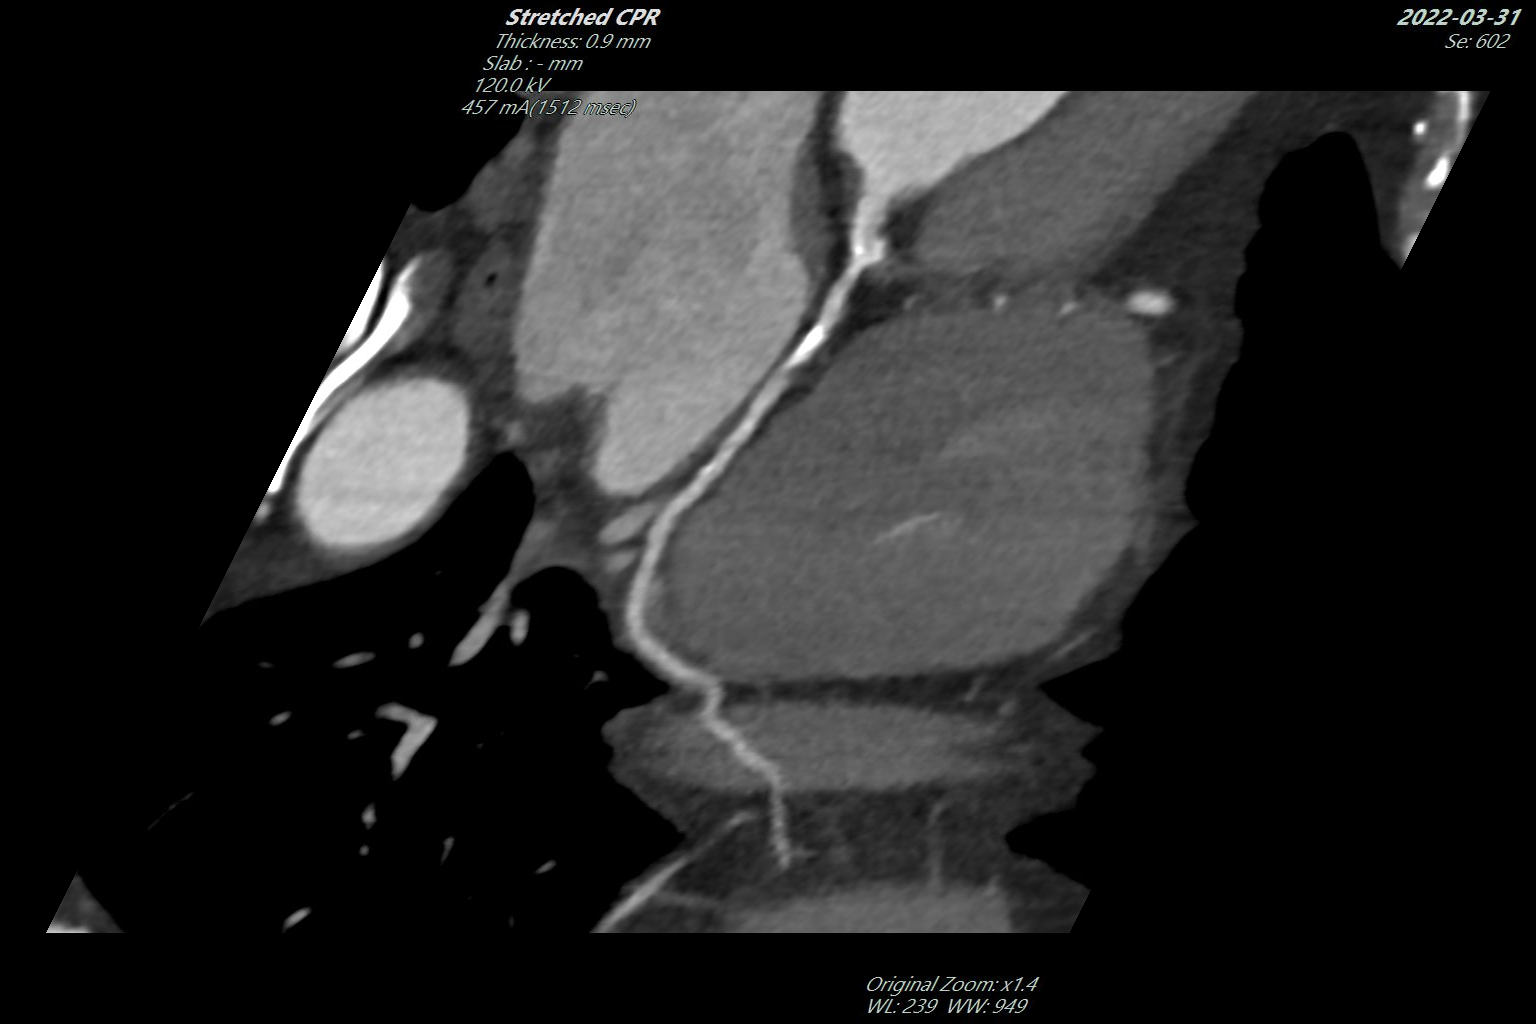 Stretched CPR
Thickness: 0.9 mm
Slab : - mm
120.0 kV
457 mA(1512 msec)
2022-03-31
Se: 602
Original Zoom: x1.4
WL: 239 WW: 949